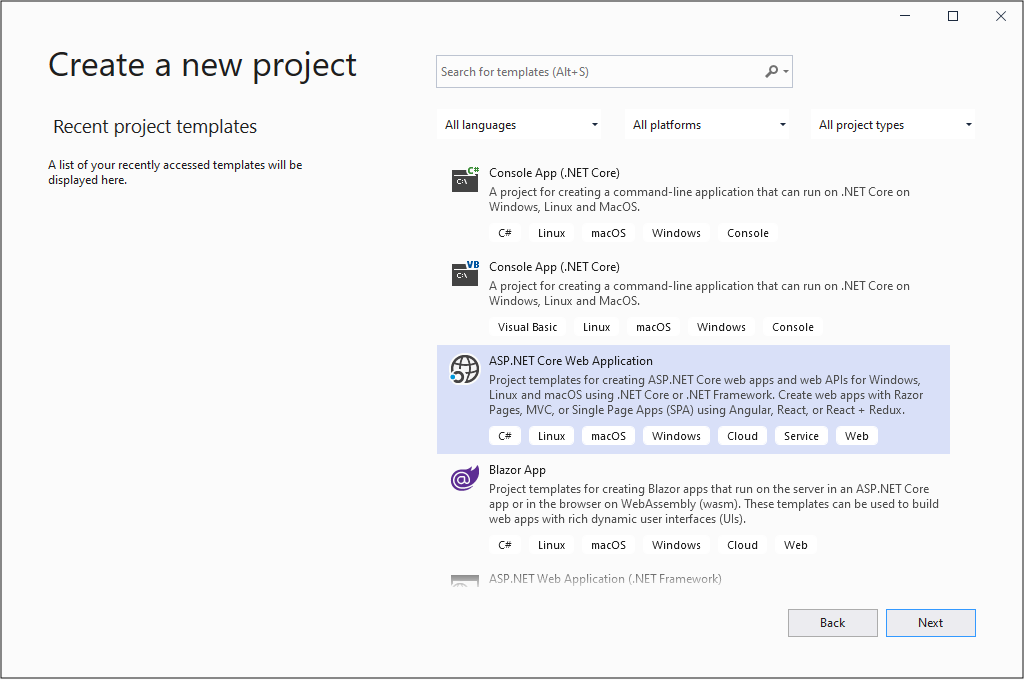 Create a new project
Recent project templates
A list of your recently accessed templates will be
displayed here.
Search for templates (Alt+S)
All languages
All platforms
All project types
C#
C:\
Console App (.NET Core)
A project for creating a command-line application that can run on .NET Core on
Windows, Linux and MacOS.
C# Linux macOS Windows Console
VB
C:\
Console App (.NET Core)
A project for creating a command-line application that can run on .NET Core on
Windows, Linux and MacOS.
Visual Basic Linux macOS Windows Console
ASP.NET Core Web Application
Project templates for creating ASP.NET Core web apps and web APIs for Windows,
Linux and macOS using .NET Core or .NET Framework. Create web apps with Razor
Pages, MVC, or Single Page Apps (SPA) using Angular, React, or React + Redux.
C# Linux macOS Windows Cloud Service Web
@
Blazor App
Project templates for creating Blazor apps that run on the server in an ASP.NET Core
app or in the browser on WebAssembly (wasm). These templates can be used to build
web apps with rich dynamic user interfaces (UIs).
C# Linux macOS Windows Cloud Web
ASP.NET Web Application (.NET Framework)
Back
Next